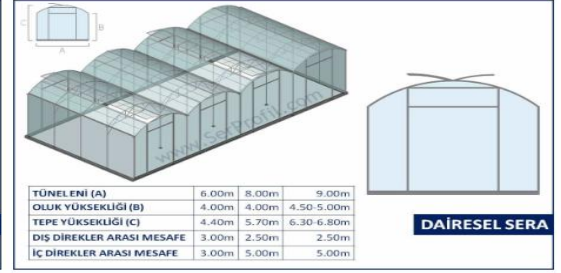 C
B
A
www.SerProfil.com
TÜNELENİ (A) 6.00m 8.00m 9.00m
OLUK YÜKSEKLİĞİ (B) 4.00m 4.00m 4.50-5.00m
TEPE YÜKSEKLİĞİ (C) 4.40m 5.70m 6.30-6.80m
DIŞ DİREKLER ARASI MESAFE 3.00m 2.50m 2.50m
İÇ DİREKLER ARASI MESAFE 3.00m 5.00m 5.00m
DAİRESEL SERA